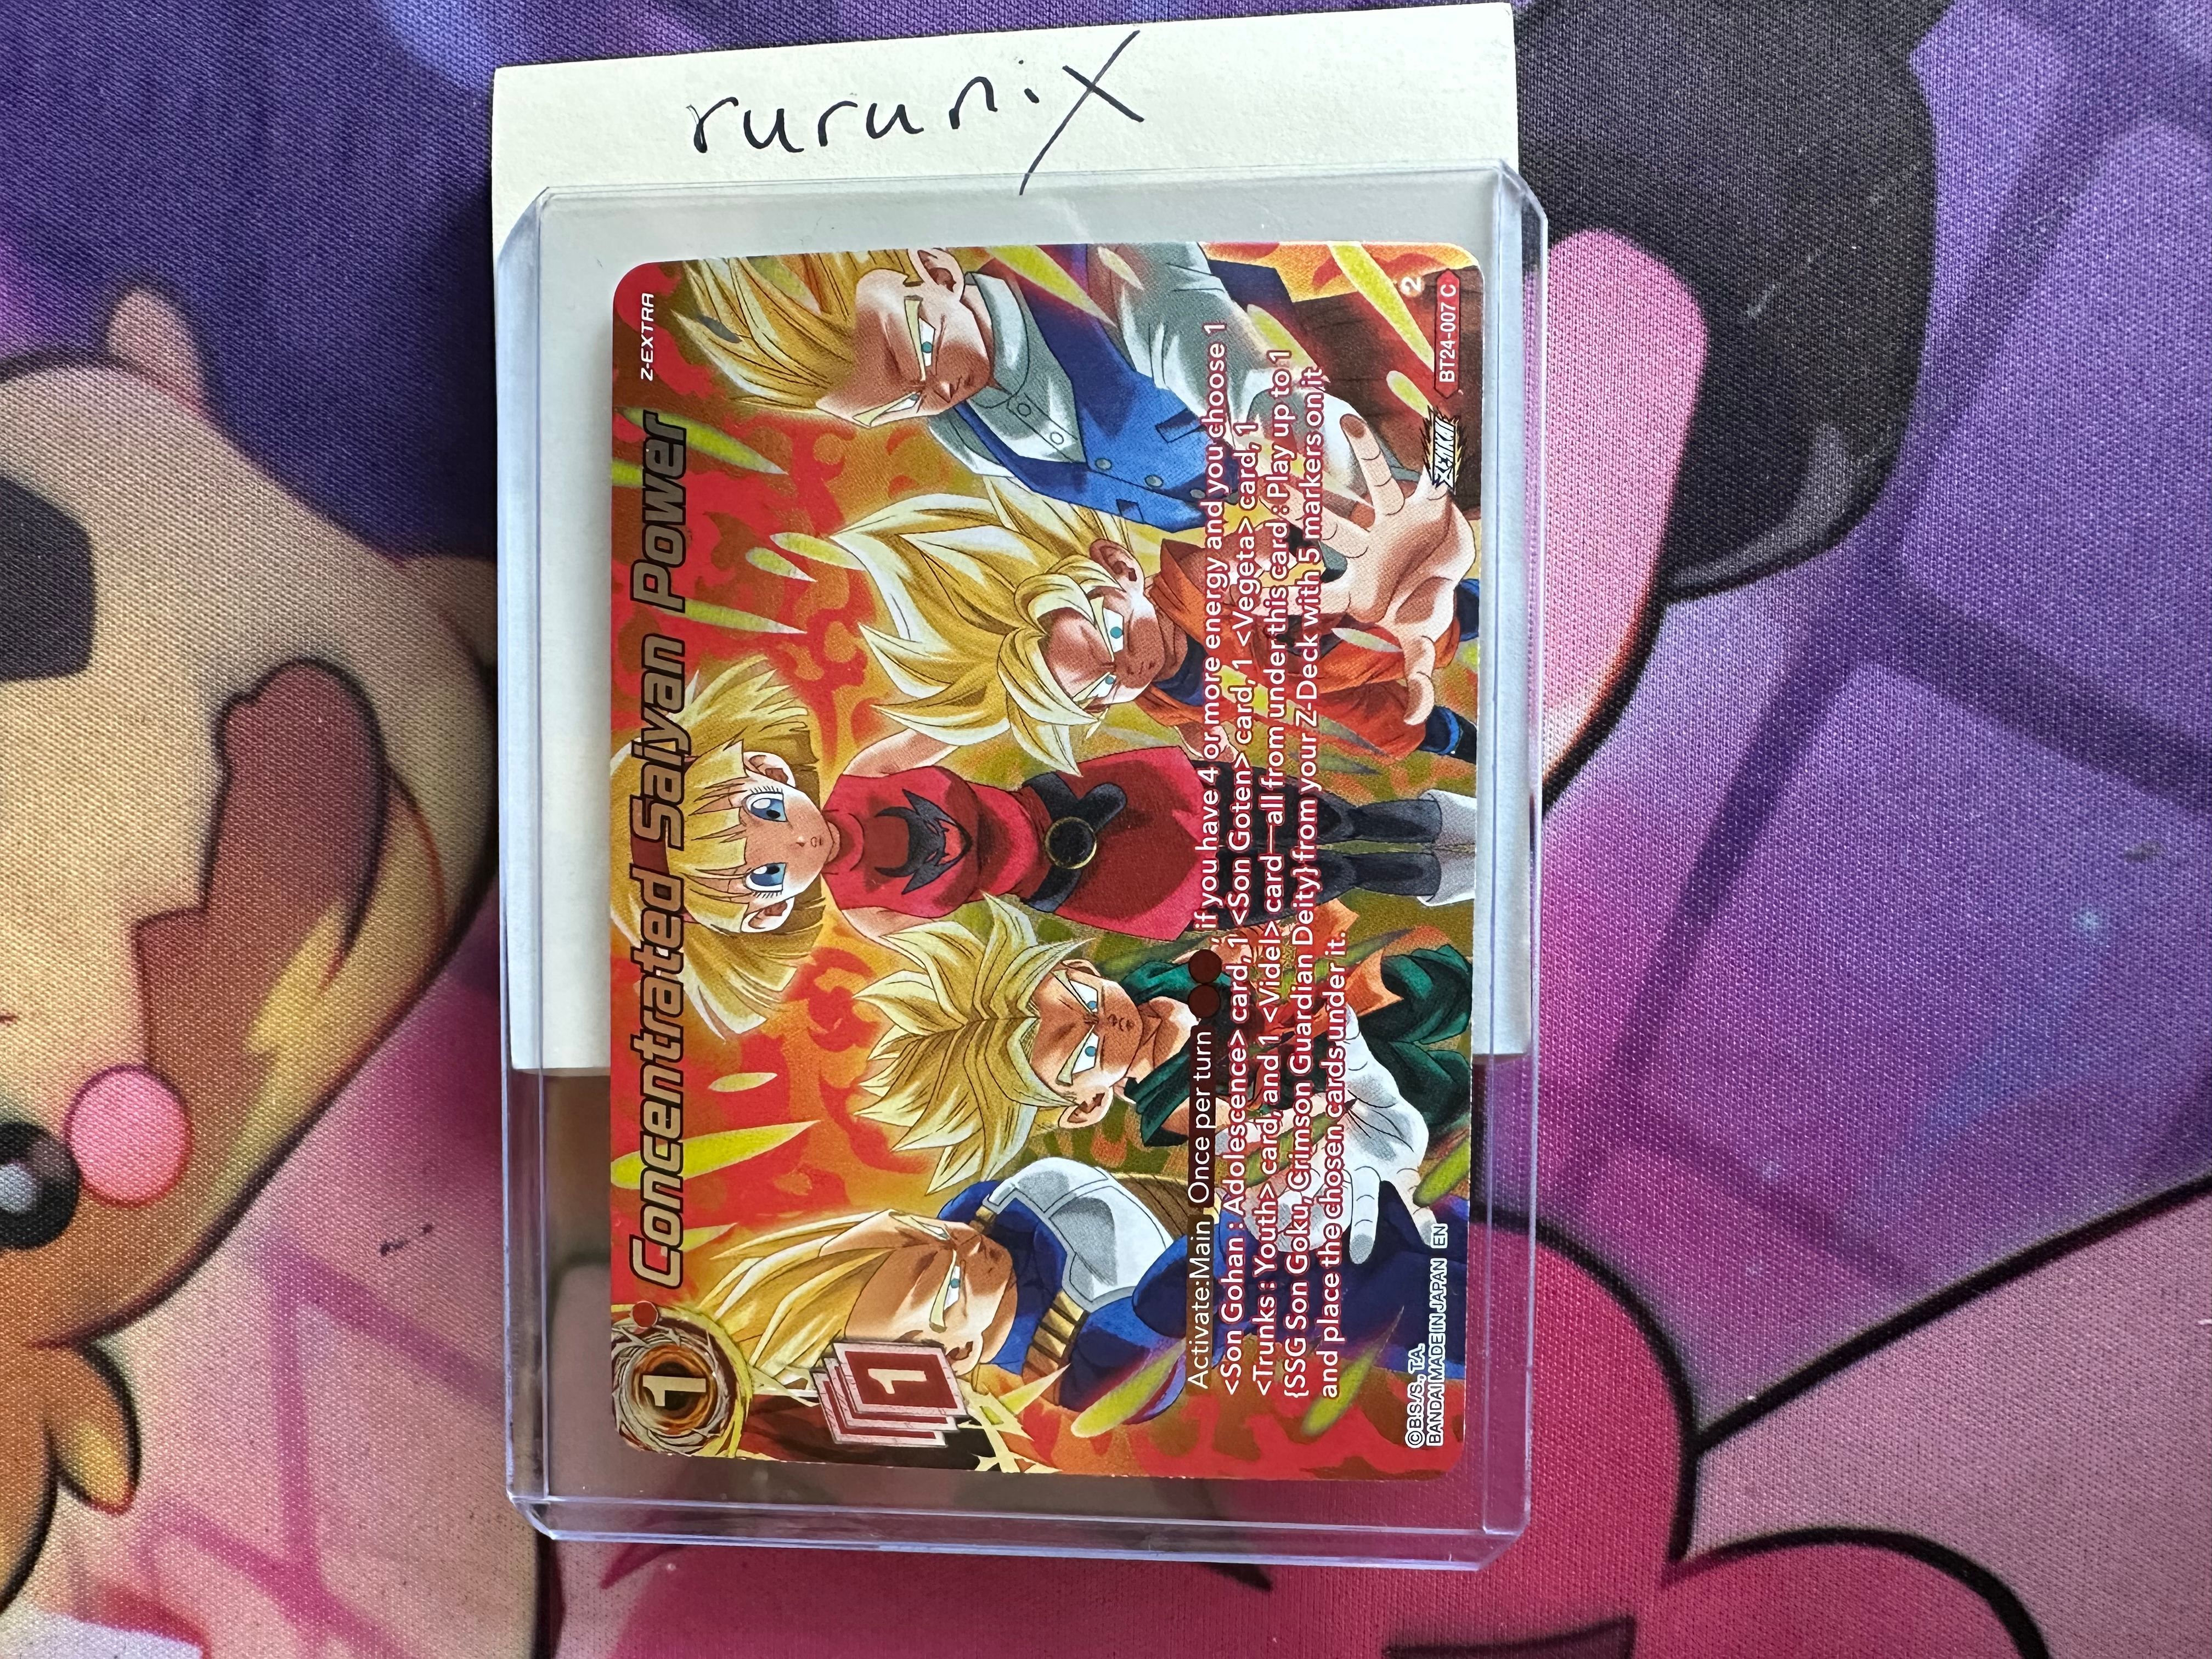 rurunix
1
Concentrated Saiyan Power
Z-EXTRA
1
Activate:Main Once per turn , if you have 4 or more energy and you choose 1
<Son Gohan : Adolescence> card, 1 <Son Goten> card, 1 <Vegeta> card, 1
<Trunks : Youth> card, and 1 <Videl> card—all from under this card : Play up to 1
{SSG Son Goku, Crimson Guardian Deity} from your Z-Deck with 5 markers on it
and place the chosen cards under it.
©B.S./S., T.A.
BANDAI MADE IN JAPAN EN
2
ZENKAI
BT24-007 C